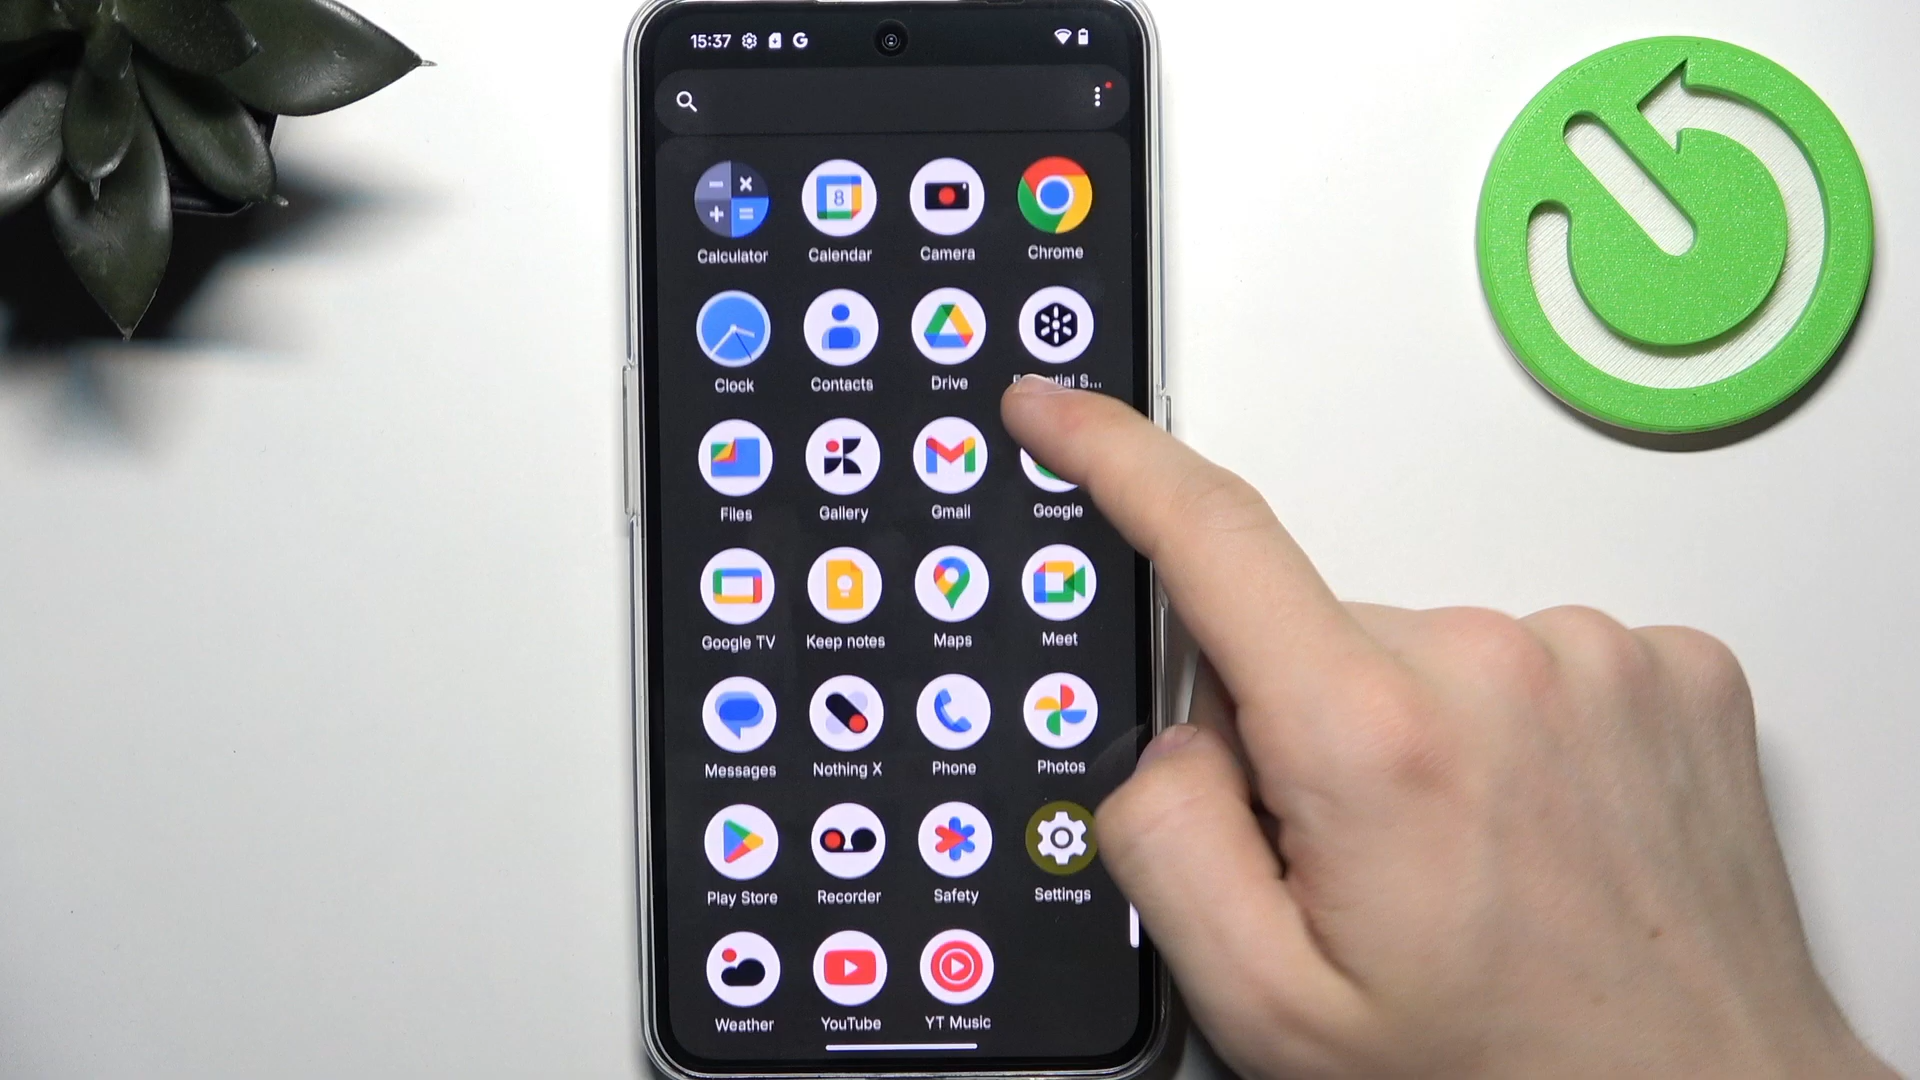 15:37
Calculator Calendar Camera Chrome
8
Clock Contacts Drive S...
Files Gallery Gmail Google
Google TV Keep notes Maps Meet
Messages Nothing X Phone Photos
Play Store Recorder Safety Settings
Weather YouTube YT Music